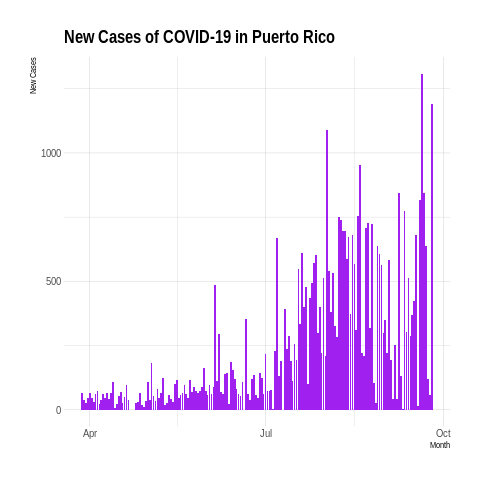 New Cases of COVID-19 in Puerto Rico
New Cases
1000
500
0
Apr
Jul
Oct
Month